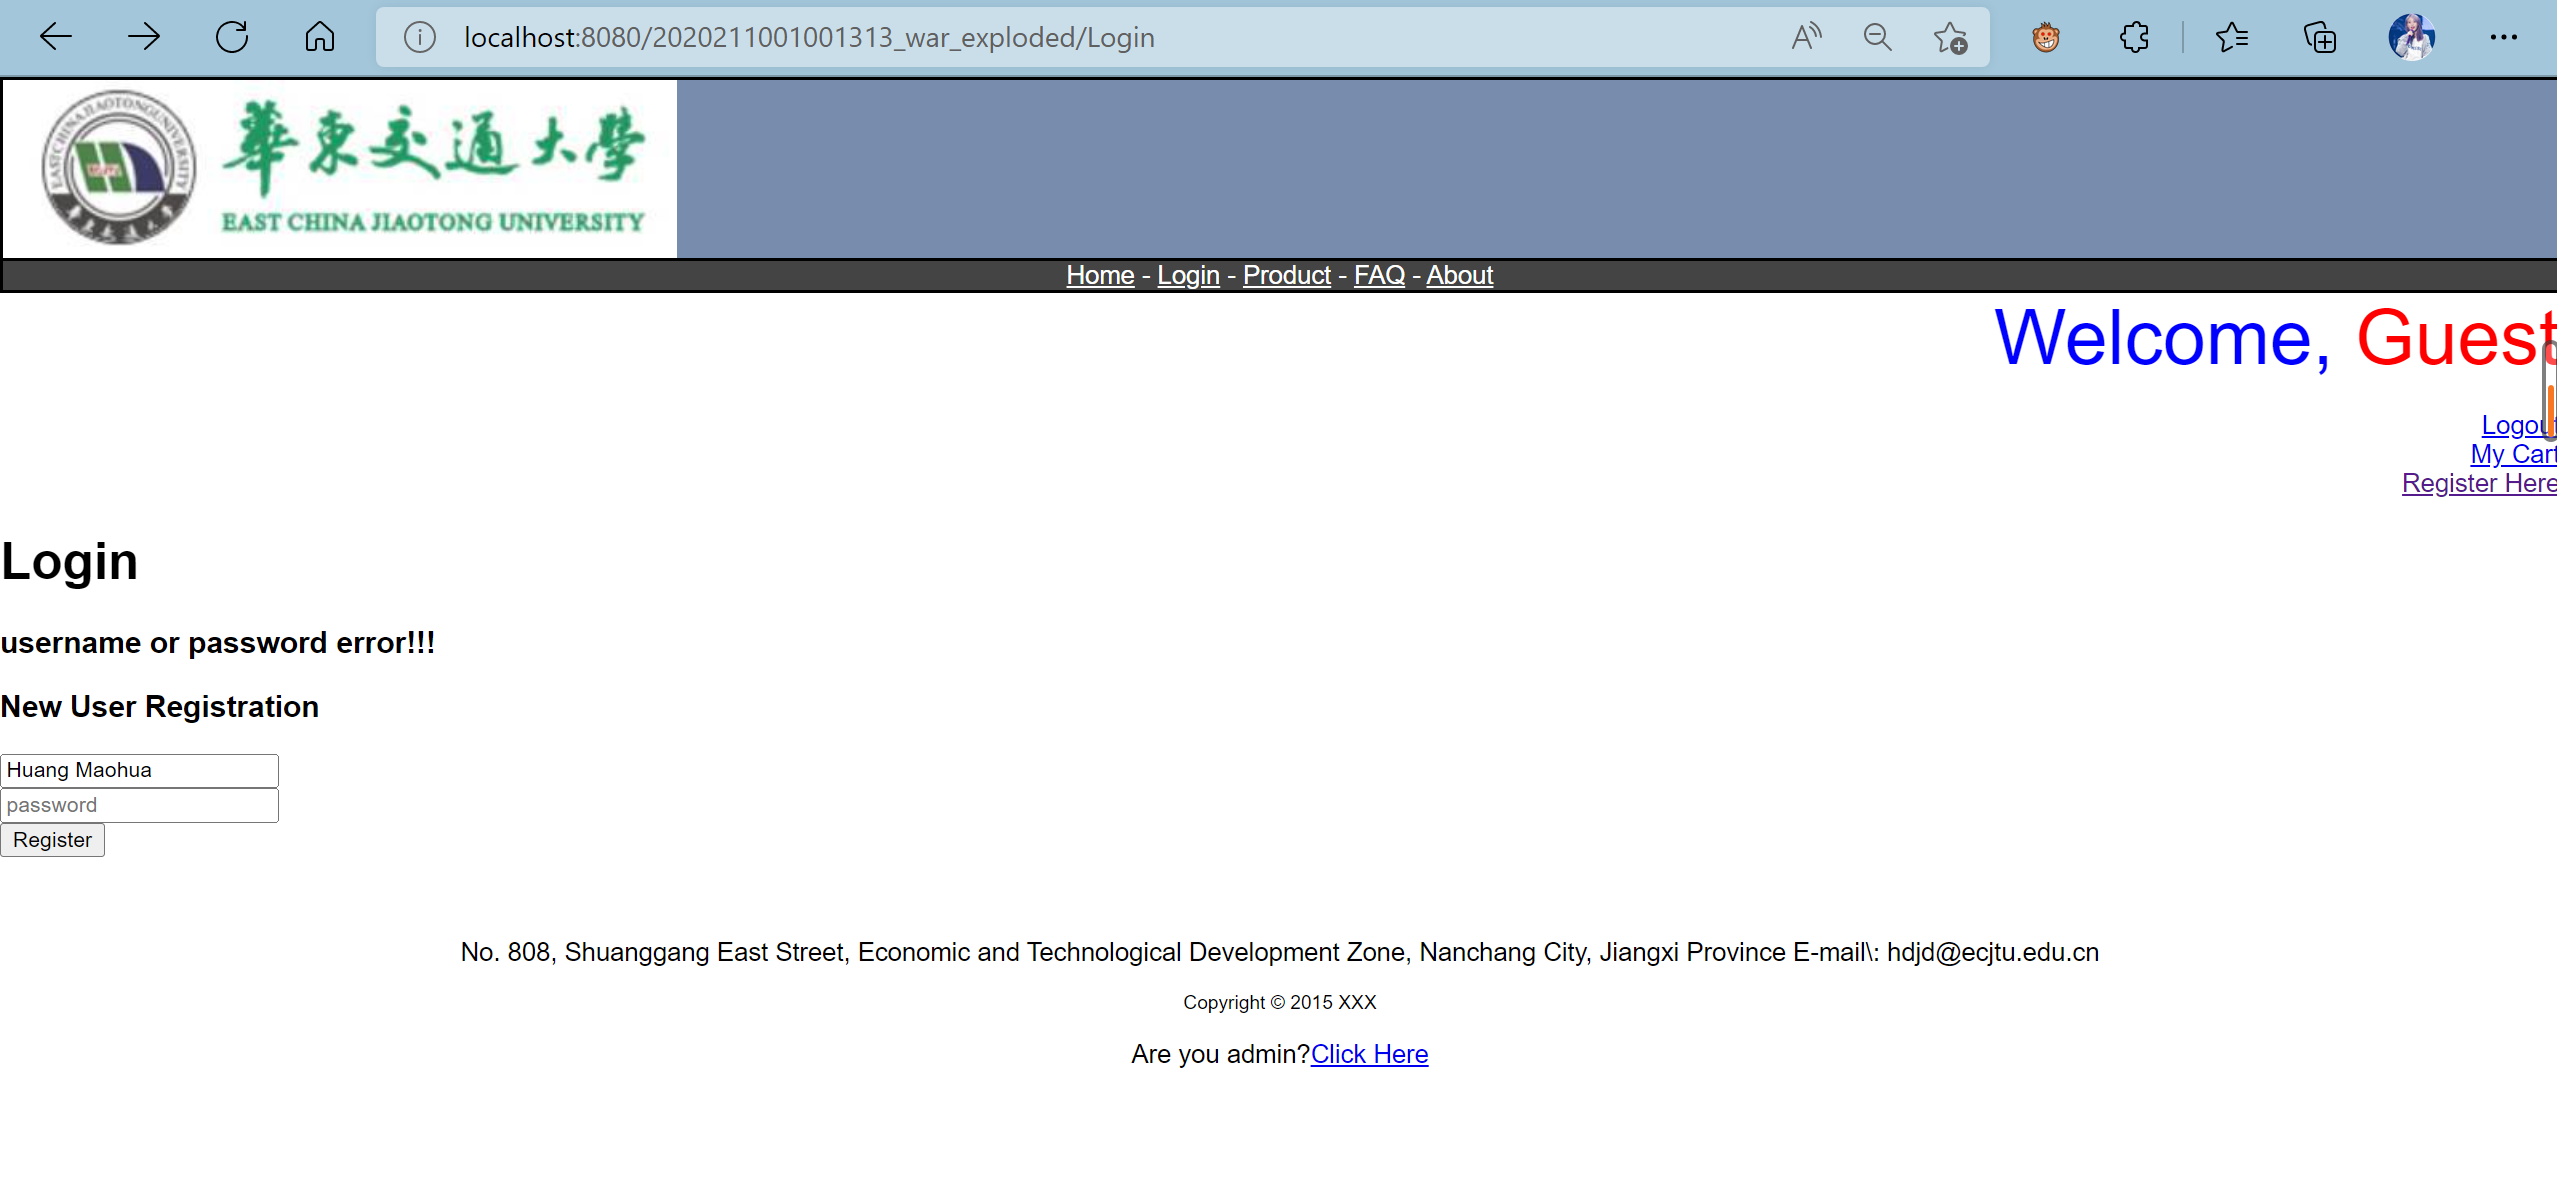 localhost:8080/2020211001001313_war_exploded/Login
華東交通大學
EAST CHINA JIAOTONG UNIVERSITY
Home - Login - Product - FAQ - About
Welcome, Guest
Logout
My Cart
Register Here
Login
username or password error!!!
New User Registration
Huang Maohua
password
Register
No. 808, Shuanggang East Street, Economic and Technological Development Zone, Nanchang City, Jiangxi Province E-mail\: hdjd@ecjtu.edu.cn
Copyright © 2015 XXX
Are you admin?Click Here